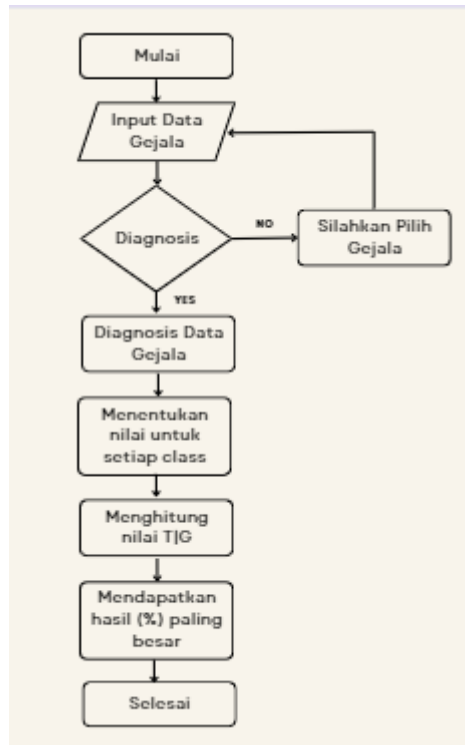 Mulai
Input Data
Gejala
Diagnosis
NO
Silahkan Pilih
Gejala
YES
Diagnosis Data
Gejala
Menentukan
nilai untuk
setiap class
Menghitung
nilai T|G
Mendapatkan
hasil (%) paling
besar
Selesai